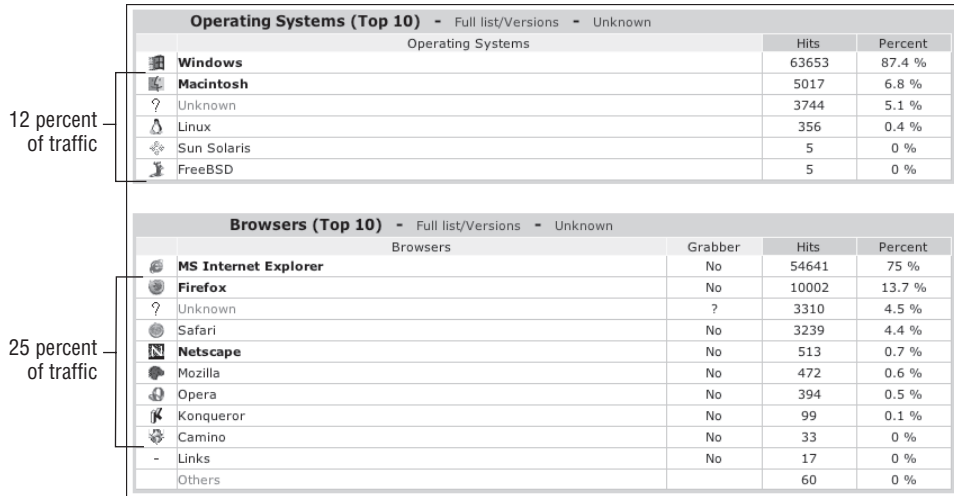 Operating Systems (Top 10) - Full list/Versions - Unknown
Operating Systems Hits Percent
Windows 63653 87.4 %
Macintosh 5017 6.8 %
? Unknown 3744 5.1 %
Linux 356 0.4 %
Sun Solaris 5 0 %
FreeBSD 5 0 %
12 percent
of traffic
Browsers (Top 10) - Full list/Versions - Unknown
Browsers Grabber Hits Percent
MS Internet Explorer No 54641 75 %
Firefox No 10002 13.7 %
? Unknown ? 3310 4.5 %
Safari No 3239 4.4 %
N Netscape No 513 0.7 %
Mozilla No 472 0.6 %
Opera No 394 0.5 %
K Konqueror No 99 0.1 %
Camino No 33 0 %
- Links No 17 0 %
Others 60 0 %
25 percent
of traffic